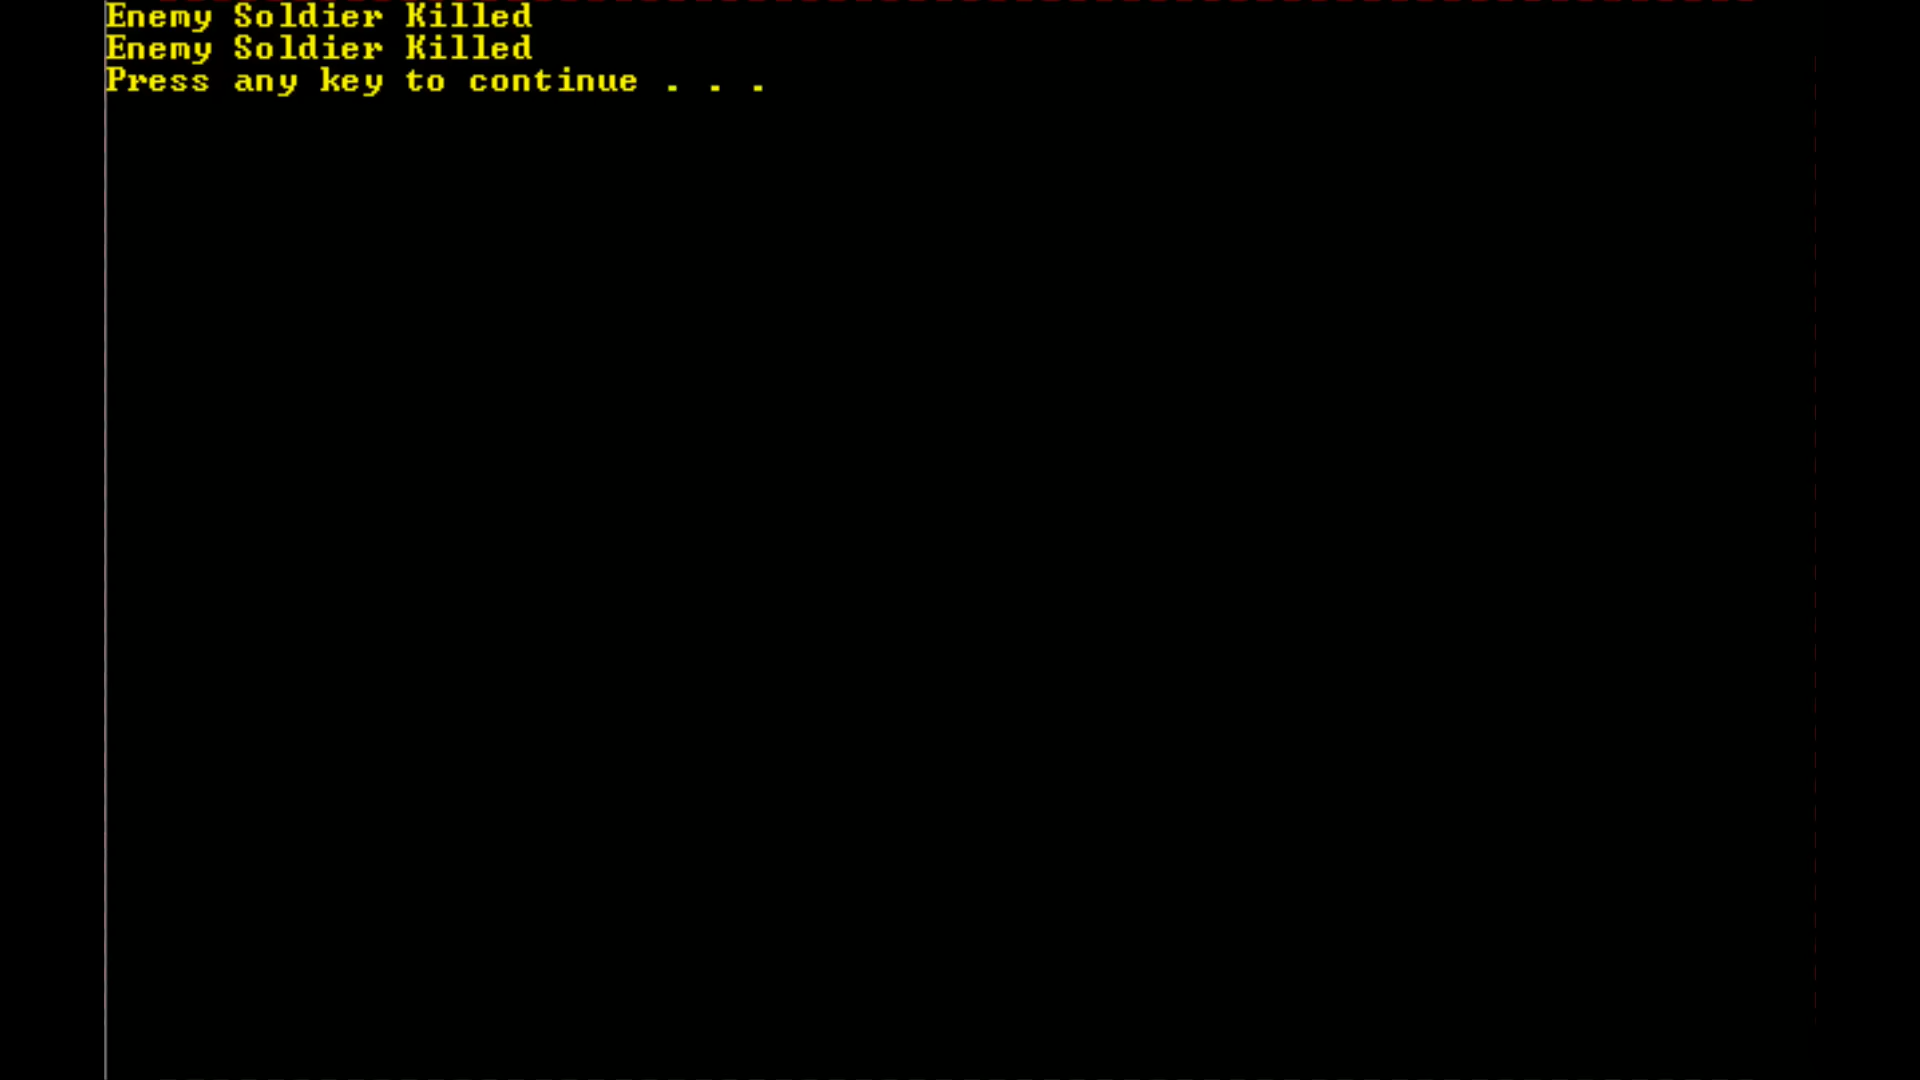 Enemy Soldier Killed
Enemy Soldier Killed
Press any key to continue . . .